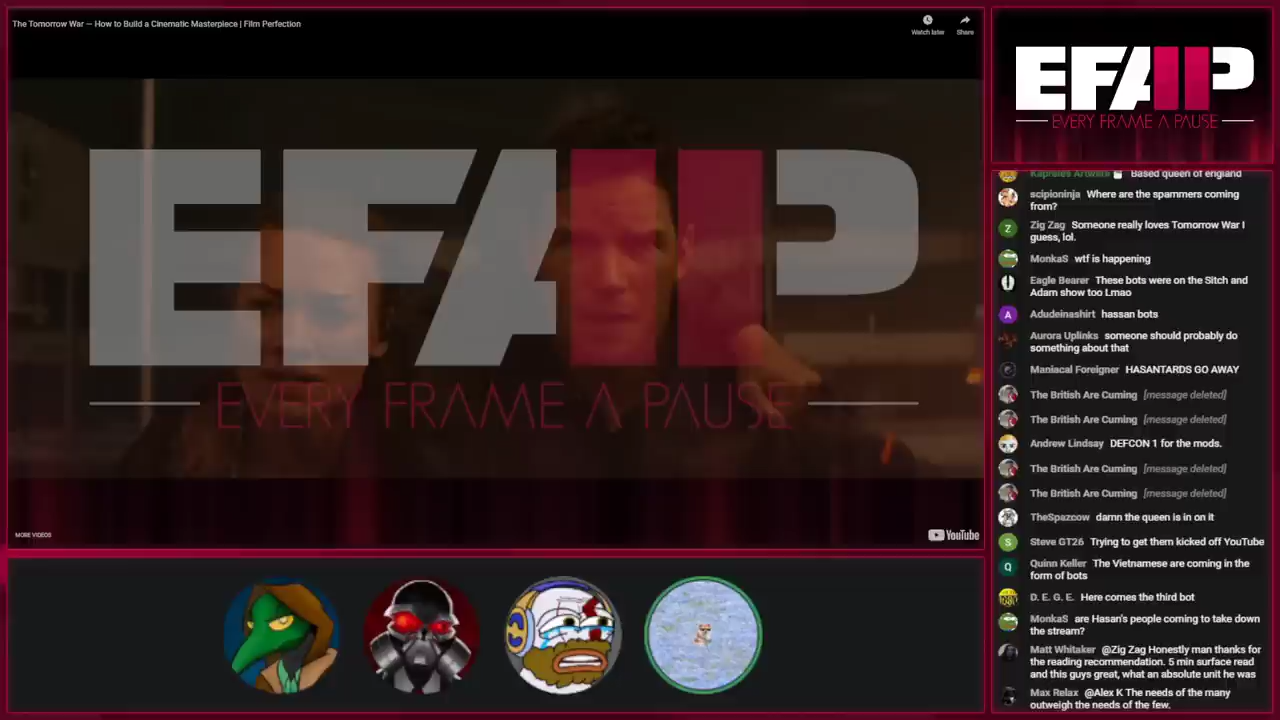 The Tomorrow War — How to Build a Cinematic Masterpiece | Film Perfection
Watch later
Share
EFAP
EVERY FRAME A PAUSE
MORE VIDEOS
YouTube
EFAP
EVERY FRAME A PAUSE
Based queen of england
scipioninja Where are the spammers coming
from?
Zig Zag Someone really loves Tomorrow War I
guess, lol.
MonkaS wtf is happening
Eagle Bearer These bots were on the Sitch and
Adam show too Lmao
Adudeinashirt hassan bots
Aurora Uplinks someone should probably do
something about that
Maniacal Foreigner HASANTARDS GO AWAY
The British Are Cuming [message deleted]
The British Are Cuming [message deleted]
Andrew Lindsay DEFCON 1 for the mods.
The British Are Cuming [message deleted]
The British Are Cuming [message deleted]
TheSpazcow damn the queen is in on it
Steve GT26 Trying to get them kicked off YouTube
Quinn Keller The Vietnamese are coming in the
form of bots
D. E. G. E. Here comes the third bot
MonkaS are Hasan's people coming to take down
the stream?
Matt Whitaker @Zig Zag Honestly man thanks for
the reading recommendation. 5 min surface read
and this guys great, what an absolute unit he was
Max Relax @Alex K The needs of the many
outweigh the needs of the few.